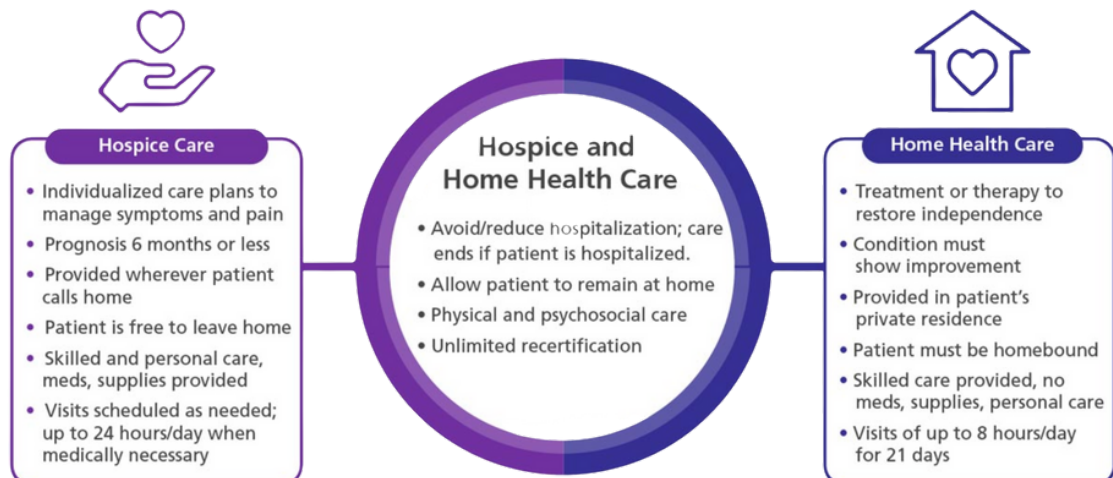 Hospice Care
• Individualized care plans to
manage symptoms and pain
• Prognosis 6 months or less
• Provided wherever patient
calls home
• Patient is free to leave home
• Skilled and personal care,
meds, supplies provided
• Visits scheduled as needed;
up to 24 hours/day when
medically necessary
Hospice and
Home Health Care
• Avoid/reduce hospitalization; care
ends if patient is hospitalized.
• Allow patient to remain at home
• Physical and psychosocial care
• Unlimited recertification
Home Health Care
• Treatment or therapy to
restore independence
• Condition must
show improvement
• Provided in patient’s
private residence
• Patient must be homebound
• Skilled care provided, no
meds, supplies, personal care
• Visits of up to 8 hours/day
for 21 days